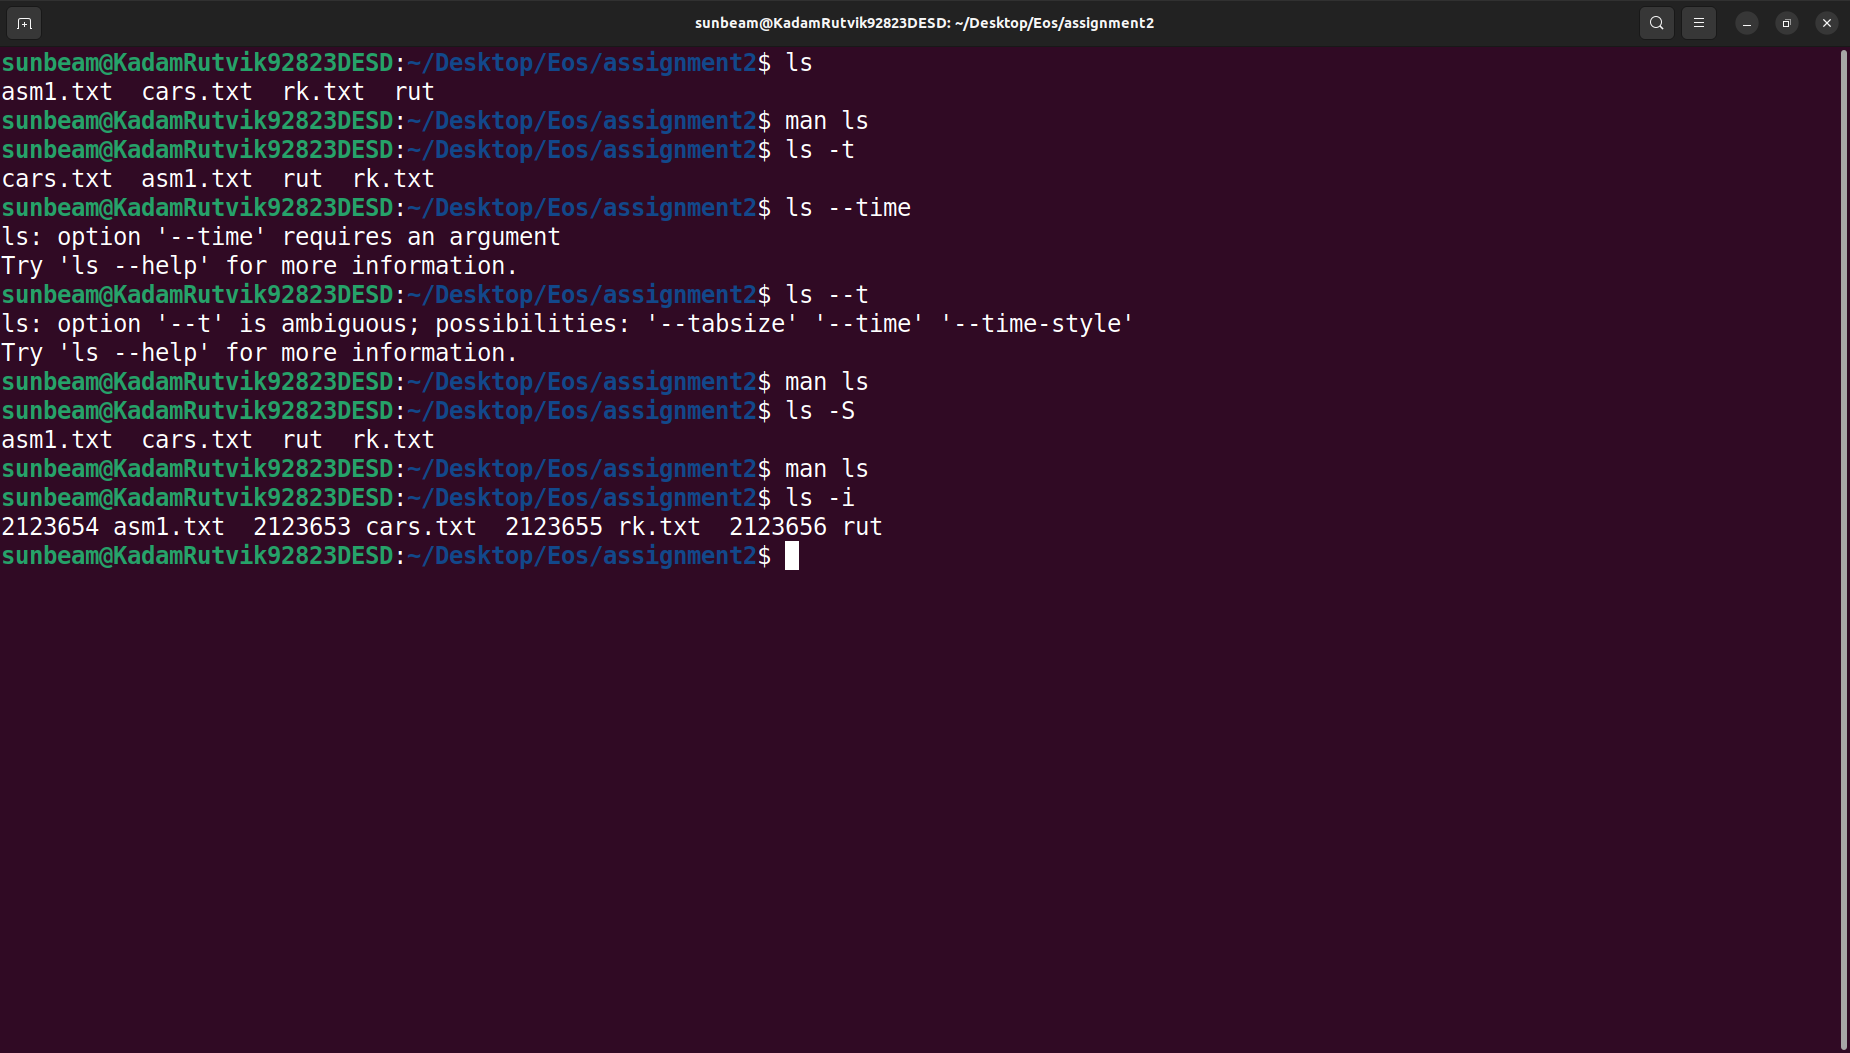 sunbeam@KadamRutvik92823DESD: ~/Desktop/Eos/assignment2
sunbeam@KadamRutvik92823DESD:~/Desktop/Eos/assignment2$ ls
asm1.txt  cars.txt  rk.txt  rut
sunbeam@KadamRutvik92823DESD:~/Desktop/Eos/assignment2$ man ls
sunbeam@KadamRutvik92823DESD:~/Desktop/Eos/assignment2$ ls -t
cars.txt  asm1.txt  rut  rk.txt
sunbeam@KadamRutvik92823DESD:~/Desktop/Eos/assignment2$ ls --time
ls: option '--time' requires an argument
Try 'ls --help' for more information.
sunbeam@KadamRutvik92823DESD:~/Desktop/Eos/assignment2$ ls --t
ls: option '--t' is ambiguous; possibilities: '--tabsize' '--time' '--time-style'
Try 'ls --help' for more information.
sunbeam@KadamRutvik92823DESD:~/Desktop/Eos/assignment2$ man ls
sunbeam@KadamRutvik92823DESD:~/Desktop/Eos/assignment2$ ls -S
asm1.txt  cars.txt  rut  rk.txt
sunbeam@KadamRutvik92823DESD:~/Desktop/Eos/assignment2$ man ls
sunbeam@KadamRutvik92823DESD:~/Desktop/Eos/assignment2$ ls -i
2123654 asm1.txt  2123653 cars.txt  2123655 rk.txt  2123656 rut
sunbeam@KadamRutvik92823DESD:~/Desktop/Eos/assignment2$